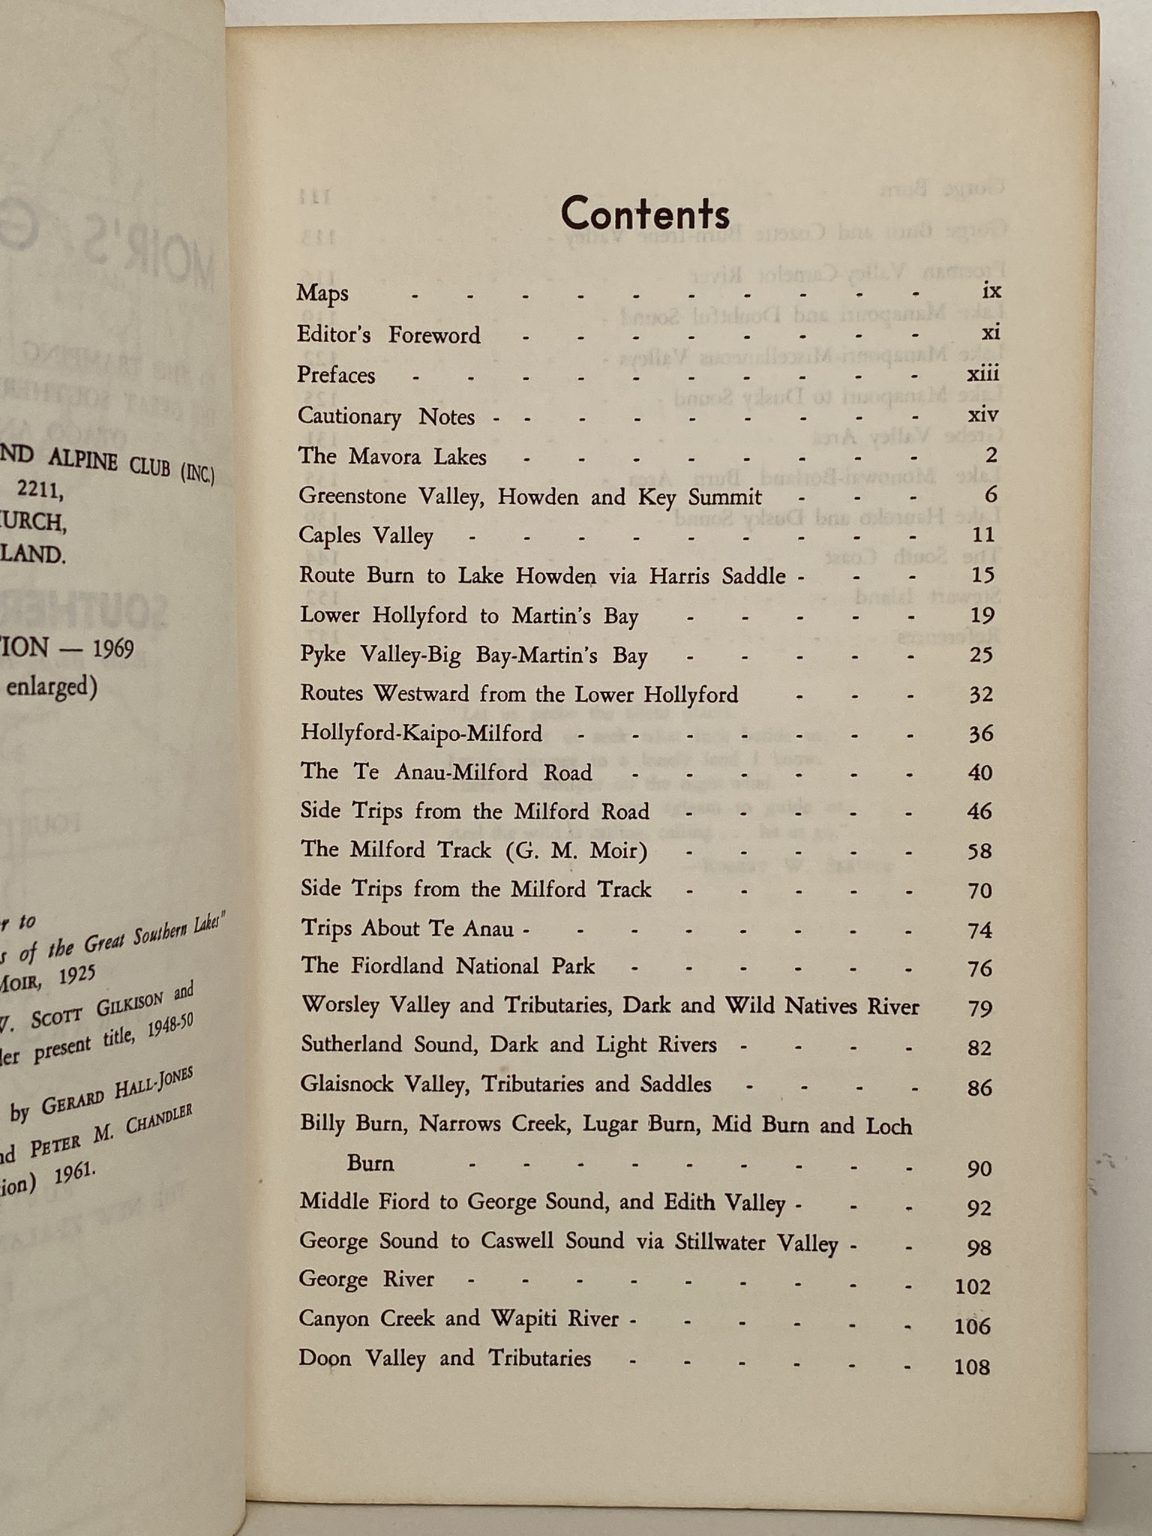 ND ALPINE CLUB (INC.)
2211,
HURCH,
LAND.
TION — 1969
enlarged)
er to
s of the Great Southern Lakes"
MOIR, 1925
W. SCOTT GILKISON and
der present title, 1948-50
by GERARD HALL-JONES
nd PETER M. CHANDLER
tion) 1961.
Contents
Maps - - - - - - - - - - ix
Editor's Foreword - - - - - - - - xi
Prefaces - - - - - - - - - - xiii
Cautionary Notes - - - - - - - - - xiv
The Mavora Lakes - - - - - - - - 2
Greenstone Valley, Howden and Key Summit - - - 6
Caples Valley - - - - - - - - - 11
Route Burn to Lake Howden via Harris Saddle - - - 15
Lower Hollyford to Martin's Bay - - - - - 19
Pyke Valley-Big Bay-Martin's Bay - - - - - 25
Routes Westward from the Lower Hollyford - - - 32
Hollyford-Kaipo-Milford - - - - - - - 36
The Te Anau-Milford Road - - - - - - 40
Side Trips from the Milford Road - - - - - 46
The Milford Track (G. M. Moir) - - - - - 58
Side Trips from the Milford Track - - - - - 70
Trips About Te Anau - - - - - - - - 74
The Fiordland National Park - - - - - - 76
Worsley Valley and Tributaries, Dark and Wild Natives River 79
Sutherland Sound, Dark and Light Rivers - - - - 82
Glaisnock Valley, Tributaries and Saddles - - - - 86
Billy Burn, Narrows Creek, Lugar Burn, Mid Burn and Loch
Burn - - - - - - - - - 90
Middle Fiord to George Sound, and Edith Valley - - - 92
George Sound to Caswell Sound via Stillwater Valley - - 98
George River - - - - - - - - - 102
Canyon Creek and Wapiti River - - - - - - 106
Doon Valley and Tributaries - - - - - - 108